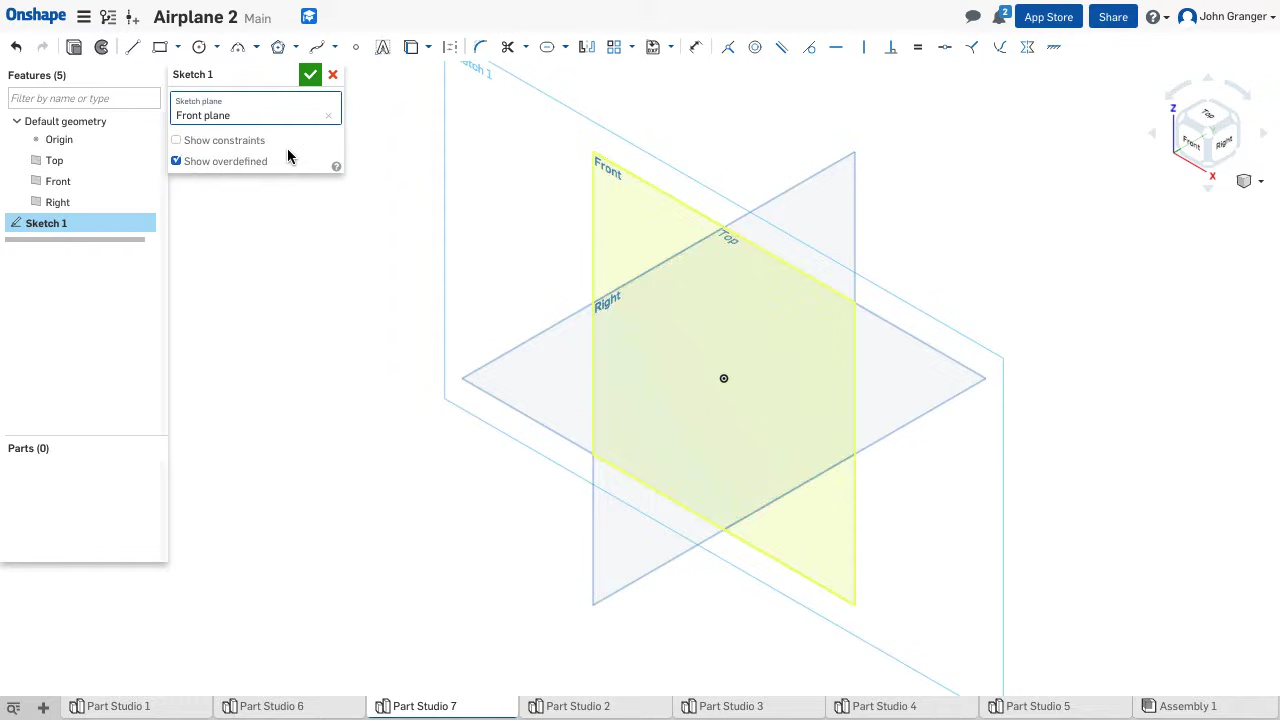 Onshape
Airplane 2
Main
2
App Store
Share
John Granger
Features (5)
Filter by name or type
Default geometry
Origin
Top
Front
Right
Sketch 1
Parts (0)
Sketch 1
Sketch plane
Front plane
Show constraints
Show overdefined
Front
Top
Right
Z
Top
Front
Right
X
Part Studio 1
Part Studio 6
Part Studio 7
Part Studio 2
Part Studio 3
Part Studio 4
Part Studio 5
Assembly 1